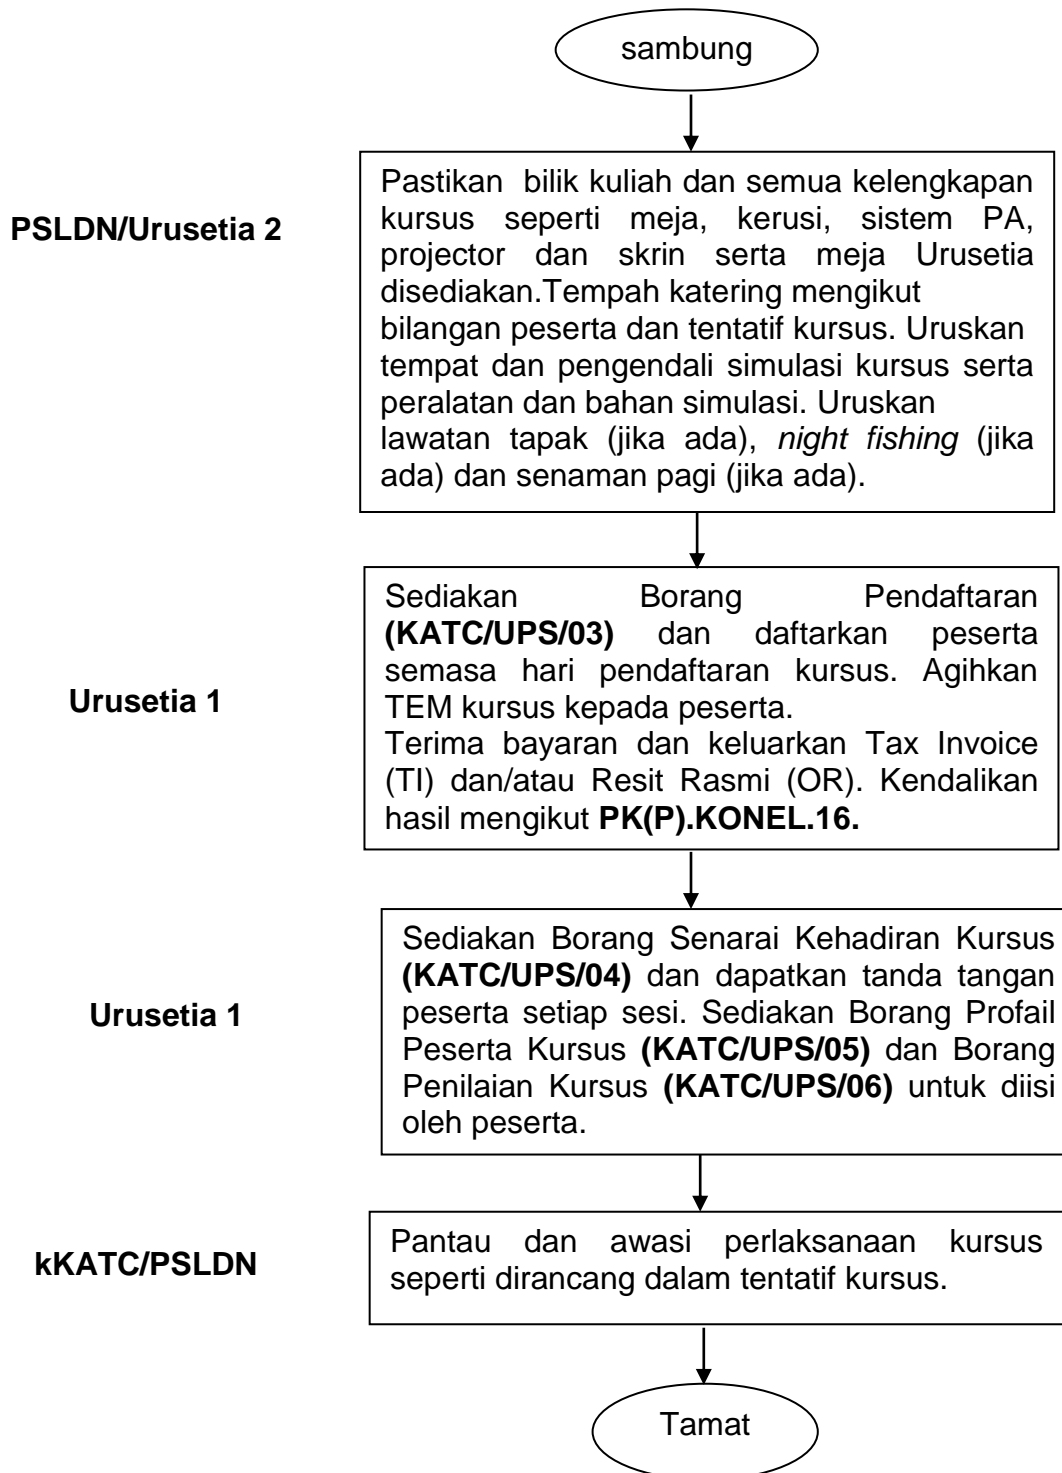 sambung
PSLDN/Urusetia 2
Pastikan bilik kuliah dan semua kelengkapan
kursus seperti meja, kerusi, sistem PA,
projector dan skrin serta meja Urusetia
disediakan.Tempah katering mengikut
bilangan peserta dan tentatif kursus. Uruskan
tempat dan pengendali simulasi kursus serta
peralatan dan bahan simulasi. Uruskan
lawatan tapak (jika ada), night fishing (jika
ada) dan senaman pagi (jika ada).
Urusetia 1
Sediakan Borang Pendaftaran
(KATC/UPS/03) dan daftarkan peserta
semasa hari pendaftaran kursus. Agihkan
TEM kursus kepada peserta.
Terima bayaran dan keluarkan Tax Invoice
(TI) dan/atau Resit Rasmi (OR). Kendalikan
hasil mengikut PK(P).KONEL.16.
Urusetia 1
Sediakan Borang Senarai Kehadiran Kursus
(KATC/UPS/04) dan dapatkan tanda tangan
peserta setiap sesi. Sediakan Borang Profail
Peserta Kursus (KATC/UPS/05) dan Borang
Penilaian Kursus (KATC/UPS/06) untuk diisi
oleh peserta.
kKATC/PSLDN
Pantau dan awasi perlaksanaan kursus
seperti dirancang dalam tentatif kursus.
Tamat